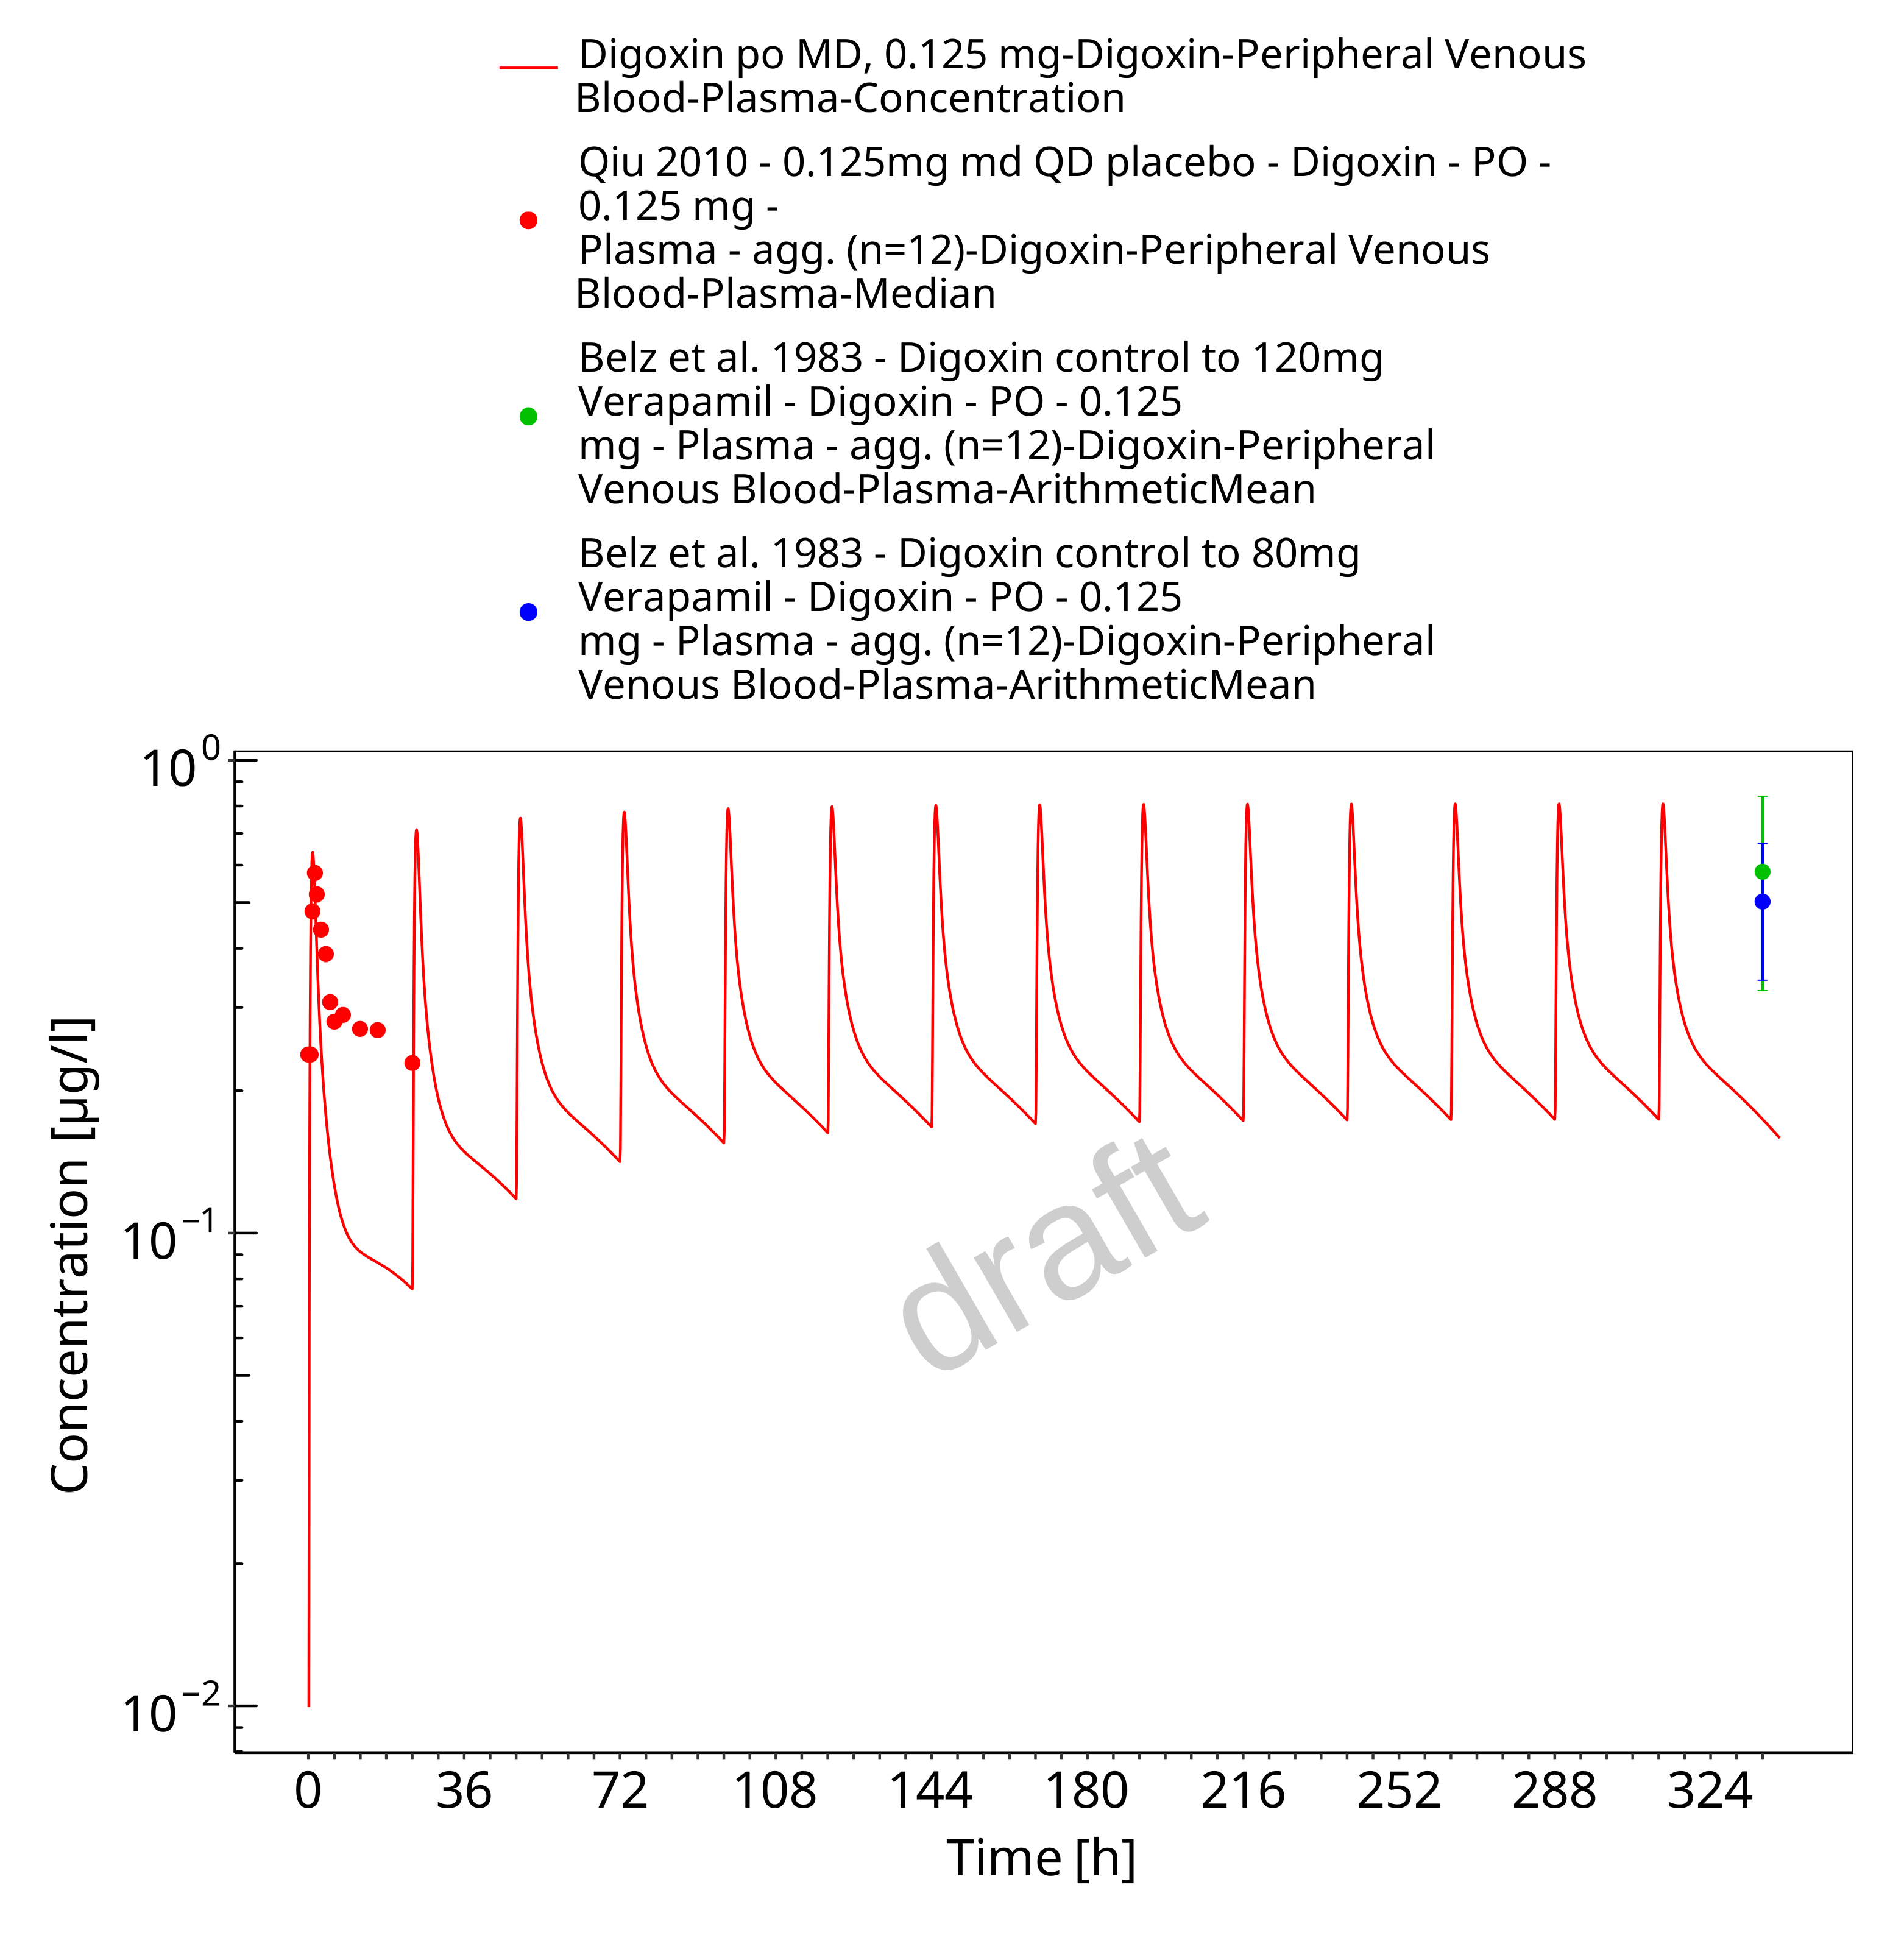 Digoxin po MD, 0.125 mg-Digoxin-Peripheral Venous
Blood-Plasma-Concentration
Qiu 2010 - 0.125mg md QD placebo - Digoxin - PO -
0.125 mg -
Plasma - agg. (n=12)-Digoxin-Peripheral Venous
Blood-Plasma-Median
Belz et al. 1983 - Digoxin control to 120mg
Verapamil - Digoxin - PO - 0.125
mg - Plasma - agg. (n=12)-Digoxin-Peripheral
Venous Blood-Plasma-ArithmeticMean
Belz et al. 1983 - Digoxin control to 80mg
Verapamil - Digoxin - PO - 0.125
mg - Plasma - agg. (n=12)-Digoxin-Peripheral
Venous Blood-Plasma-ArithmeticMean
10⁰
10⁻¹
10⁻²
Concentration [µg/l]
draft
0 36 72 108 144 180 216 252 288 324
Time [h]